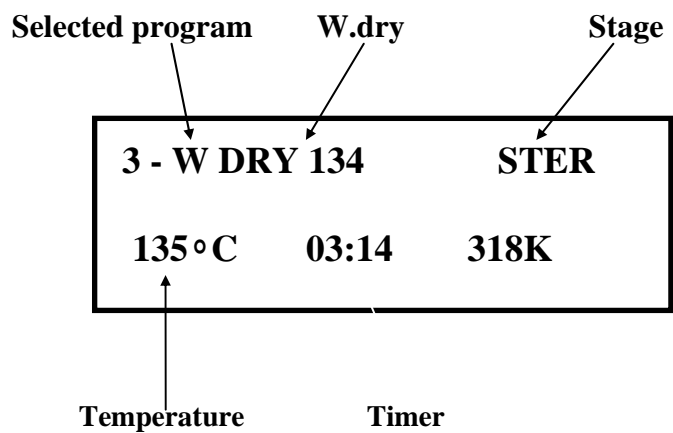 Selected program W.dry Stage
3 - W DRY 134 STER
135°C 03:14 318K
Temperature Timer